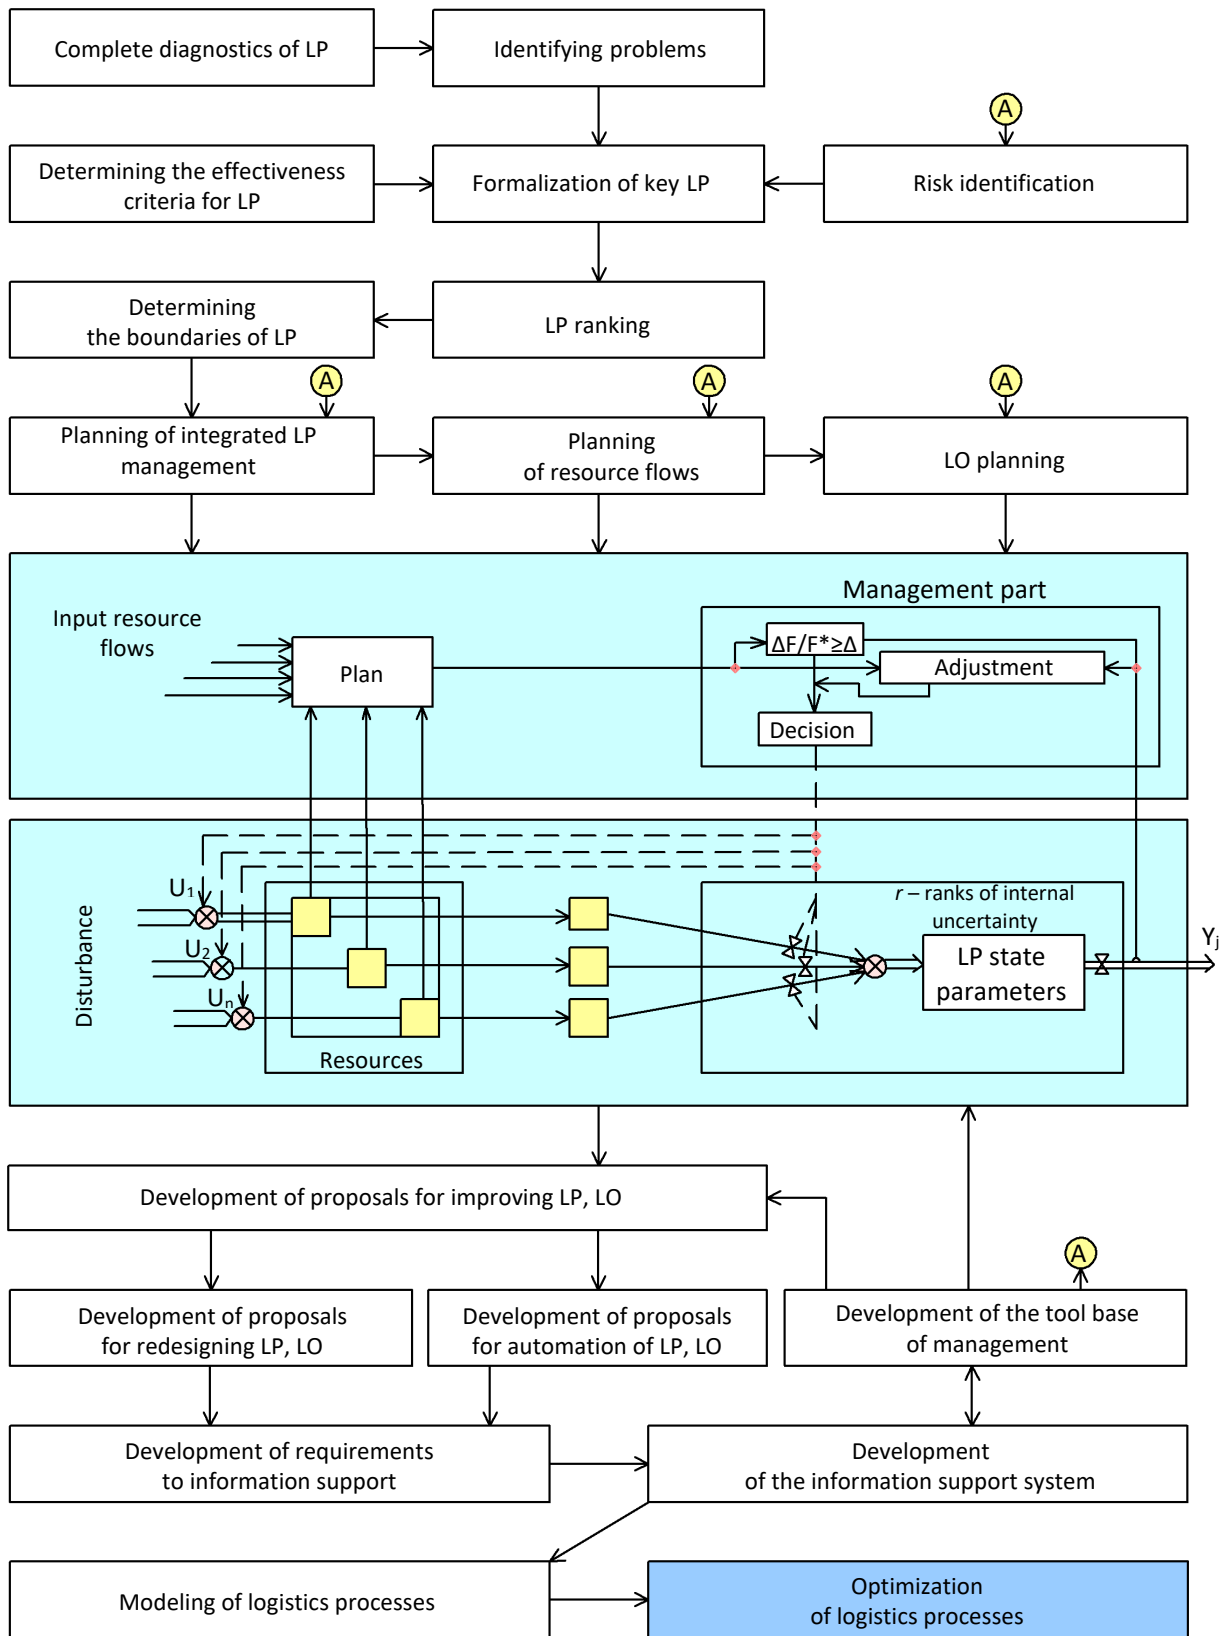 Complete diagnostics of LP
Identifying problems
A
Determining the effectiveness
criteria for LP
Formalization of key LP
Risk identification
Determining
the boundaries of LP
LP ranking
A
A
A
Planning of integrated LP
management
Planning
of resource flows
LO planning
Input resource
flows
Management part
Plan
ΔF/F*≥Δ
Adjustment
Decision
Disturbance
U1
U2
Un
Resources
r – ranks of internal
uncertainty
LP state
parameters
Yj
Development of proposals for improving LP, LO
A
Development of proposals
for redesigning LP, LO
Development of proposals
for automation of LP, LO
Development of the tool base
of management
Development of requirements
to information support
Development
of the information support system
Modeling of logistics processes
Optimization
of logistics processes